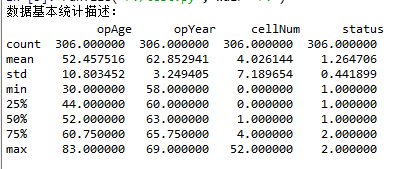 数据基本统计描述:
opAge opYear cellNum status
count 306.000000 306.000000 306.000000 306.000000
mean 52.457516 62.852941 4.026144 1.264706
std 10.803452 3.249405 7.189654 0.441899
min 30.000000 58.000000 0.000000 1.000000
25% 44.000000 60.000000 0.000000 1.000000
50% 52.000000 63.000000 1.000000 1.000000
75% 60.750000 65.750000 4.000000 2.000000
max 83.000000 69.000000 52.000000 2.000000